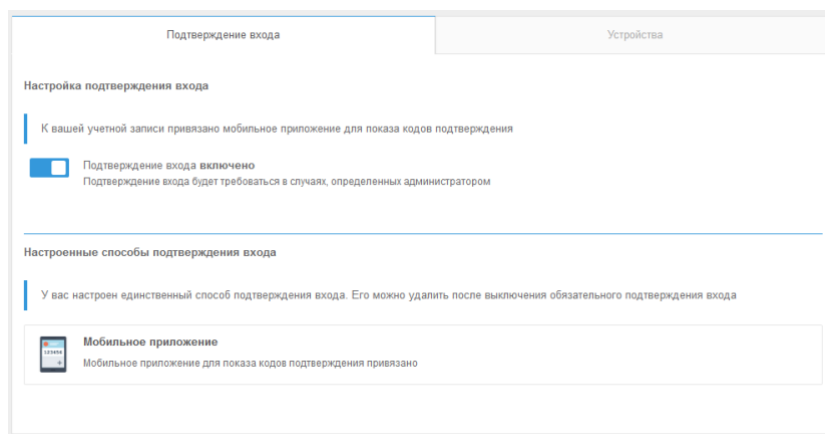 Подтверждение входа
Устройства
Настройка подтверждения входа
К вашей учетной записи привязано мобильное приложение для показа кодов подтверждения
Подтверждение входа включено
Подтверждение входа будет требоваться в случаях, определенных администратором
Настроенные способы подтверждения входа
У вас настроен единственный способ подтверждения входа. Его можно удалить после выключения обязательного подтверждения входа
123456
Мобильное приложение
Мобильное приложение для показа кодов подтверждения привязано